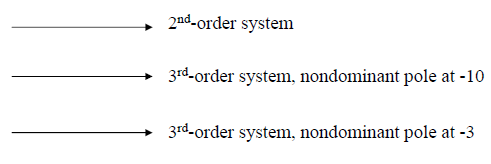 2nd-order system
3rd-order system, nondominant pole at -10
3rd-order system, nondominant pole at -3